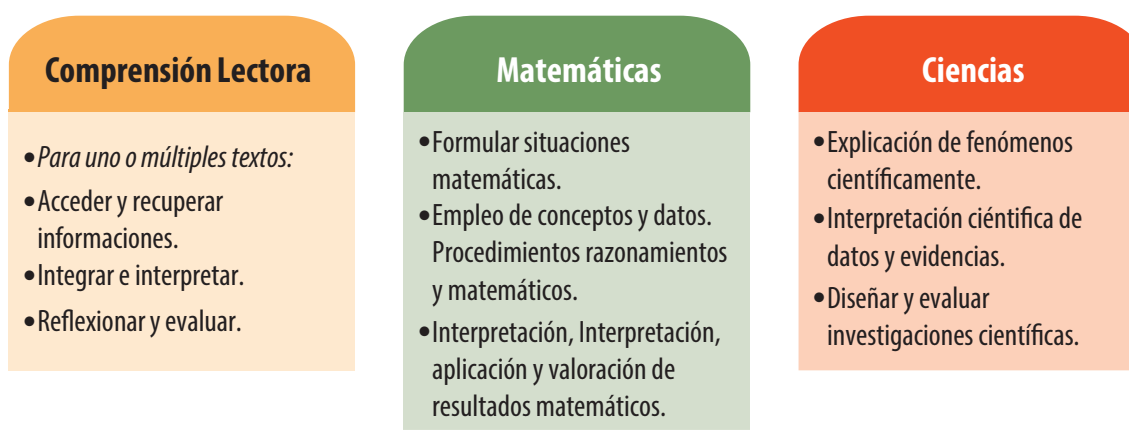 Comprensión Lectora
•Para uno o múltiples textos:
•Acceder y recuperar
informaciones.
•Integrar e interpretar.
•Reflexionar y evaluar.
Matemáticas
•Formular situaciones
matemáticas.
•Empleo de conceptos y datos.
Procedimientos razonamientos
y matemáticos.
•Interpretación, Interpretación,
aplicación y valoración de
resultados matemáticos.
Ciencias
•Explicación de fenómenos
científicamente.
•Interpretación ciéntifica de
datos y evidencias.
•Diseñar y evaluar
investigaciones científicas.